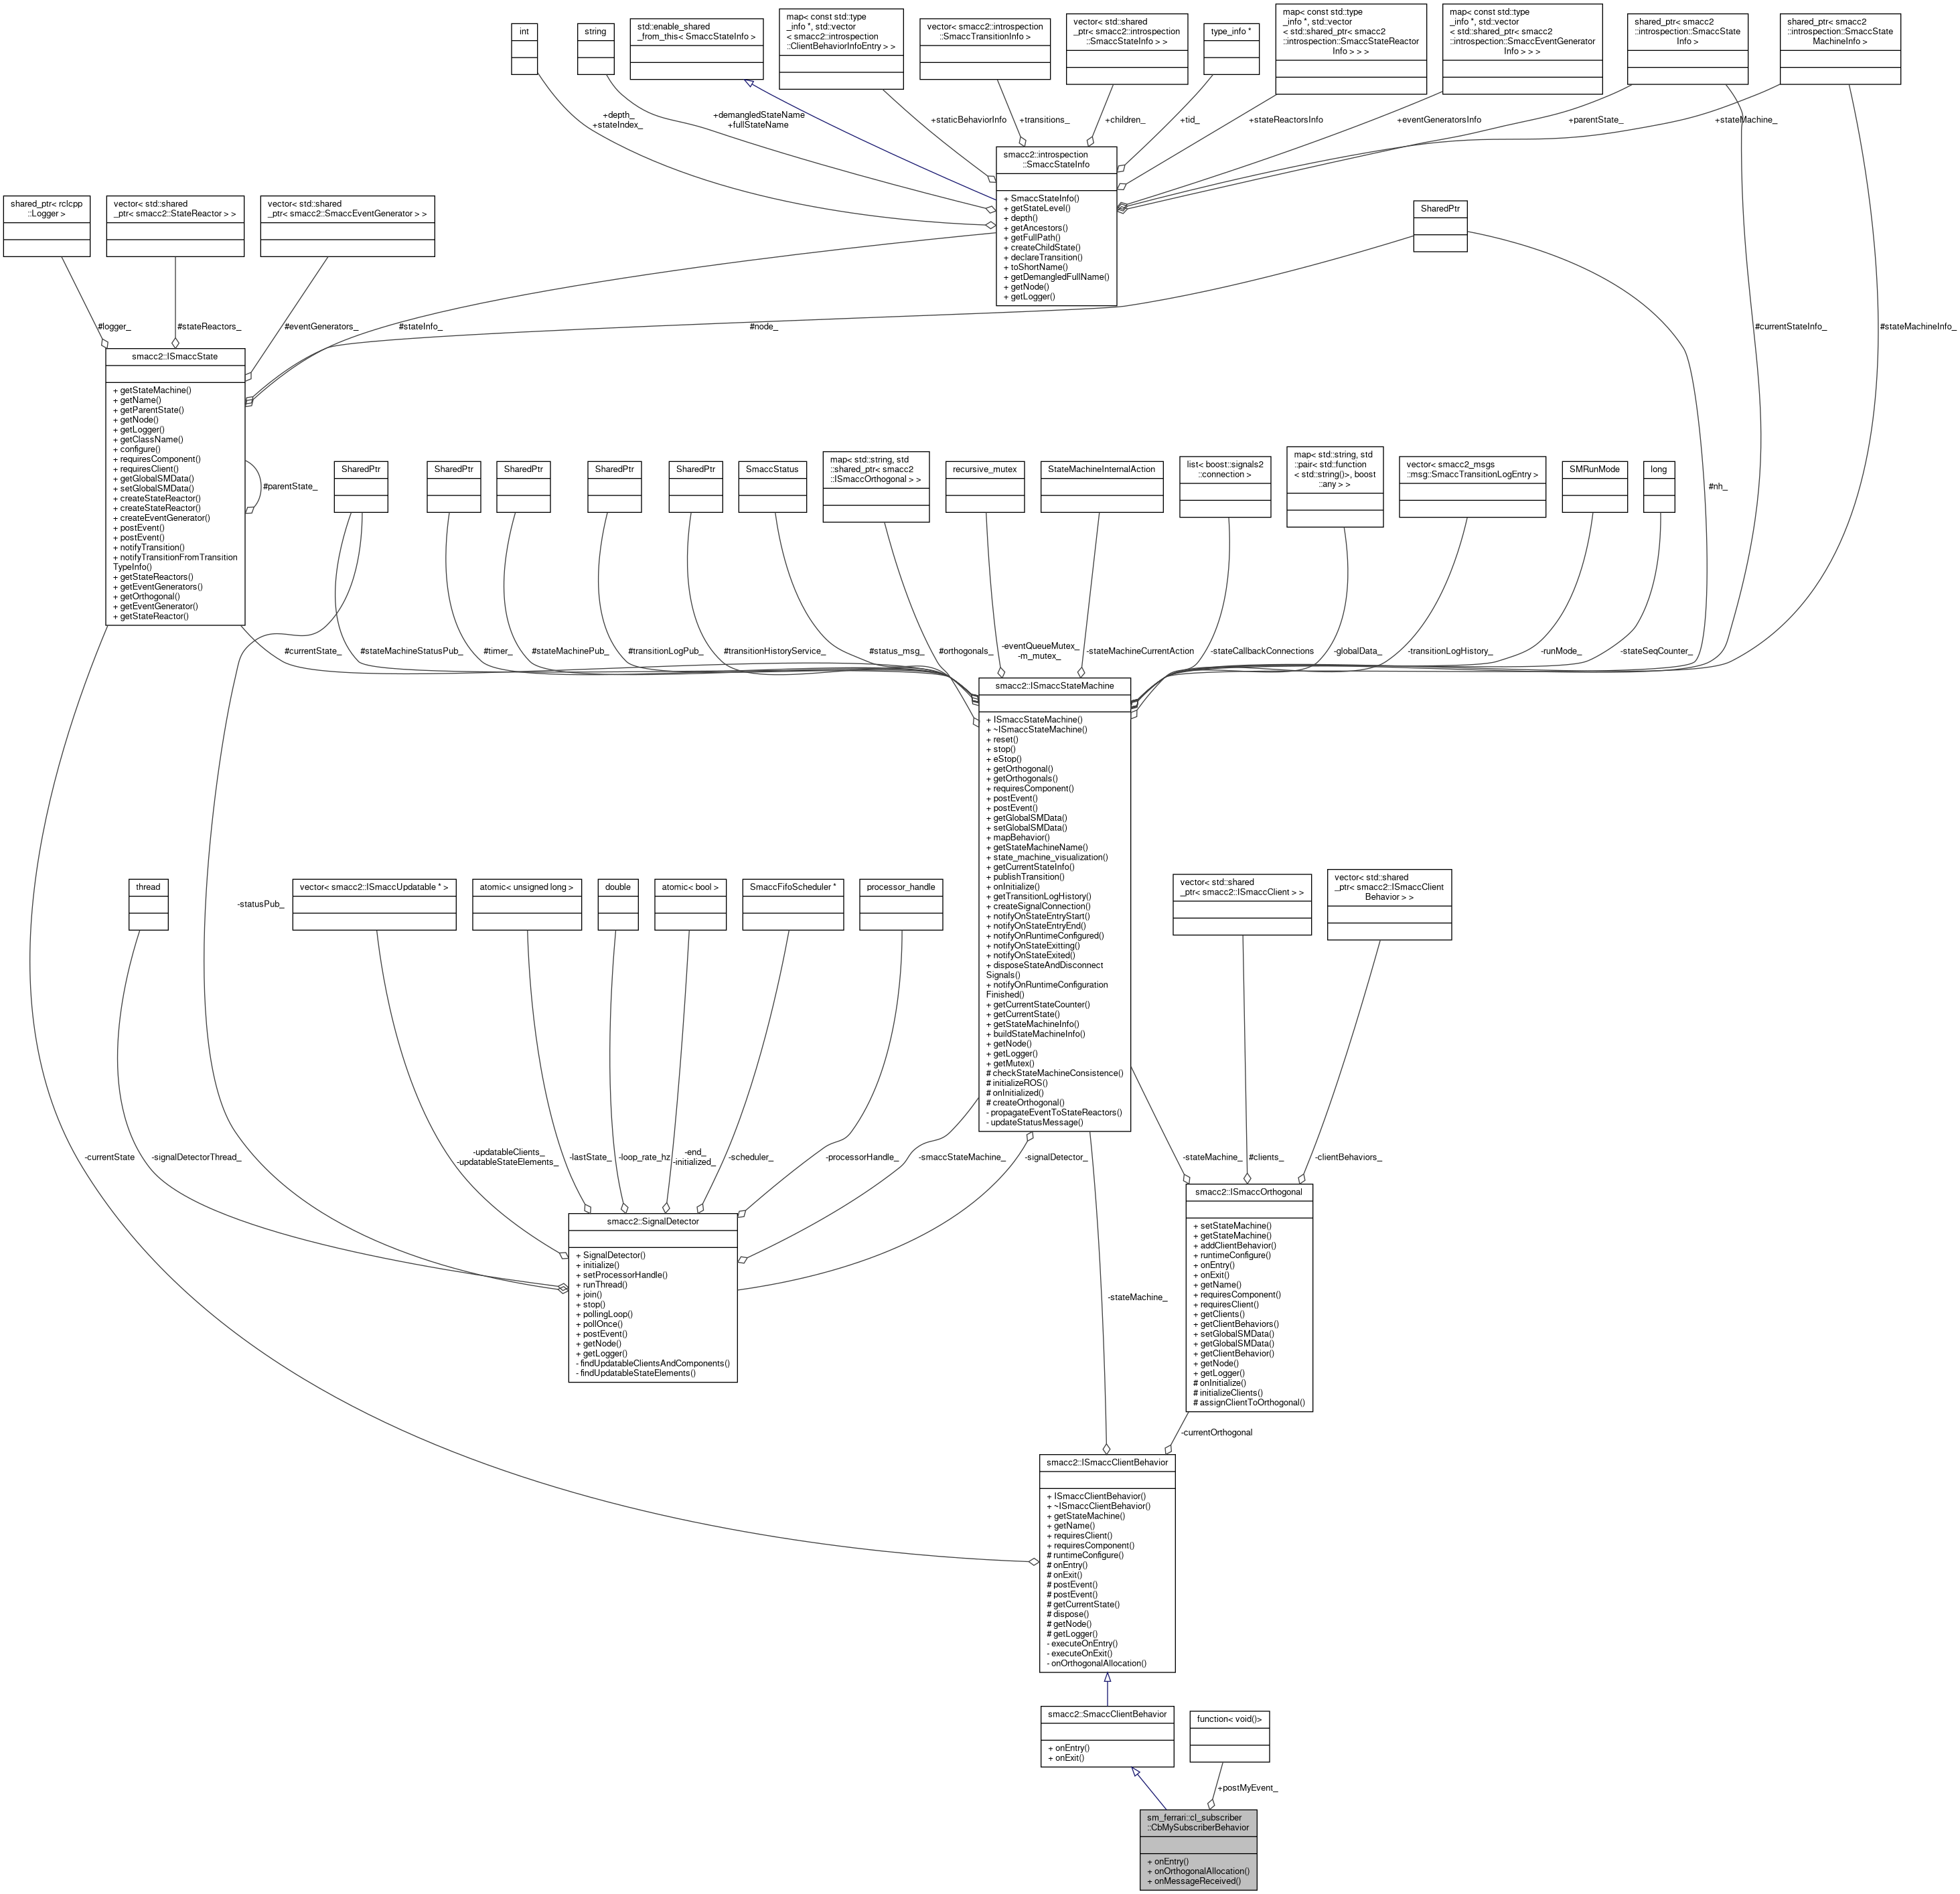 int
string
std::enable_shared
_from_this< SmaccStateInfo >
map< const std::type
_info *, std::vector
< smacc2::introspection
::ClientBehaviorInfoEntry > >
vector< smacc2::introspection
::SmaccTransitionInfo >
vector< std::shared
_ptr< smacc2::introspection
::SmaccStateInfo > >
type_info *
map< const std::type
_info *, std::vector
< std::shared_ptr< smacc2
::introspection::SmaccStateReactor
Info > > >
map< const std::type
_info *, std::vector
< std::shared_ptr< smacc2
::introspection::SmaccEventGenerator
Info > > >
shared_ptr< smacc2
::introspection::SmaccState
Info >
shared_ptr< smacc2
::introspection::SmaccState
MachineInfo >
+depth_
+stateIndex_
+demangledStateName
+fullStateName
+staticBehaviorInfo
+transitions_
+children_
+tid_
+stateReactorsInfo
+eventGeneratorsInfo
+parentState_
+stateMachine_
smacc2::introspection
::SmaccStateInfo
+ SmaccStateInfo()
+ getStateLevel()
+ depth()
+ getAncestors()
+ getFullPath()
+ createChildState()
+ declareTransition()
+ toShortName()
+ getDemangledFullName()
+ getNode()
+ getLogger()
shared_ptr< rclcpp
::Logger >
vector< std::shared
_ptr< smacc2::StateReactor > >
vector< std::shared
_ptr< smacc2::SmaccEventGenerator > >
SharedPtr
#logger_
#stateReactors_
#eventGenerators_
#stateInfo_
#node_
#currentStateInfo_
#stateMachineInfo_
smacc2::ISmaccState
+ getStateMachine()
+ getName()
+ getParentState()
+ getNode()
+ getLogger()
+ getClassName()
+ configure()
+ requiresComponent()
+ requiresClient()
+ getGlobalSMData()
+ setGlobalSMData()
+ createStateReactor()
+ createStateReactor()
+ createEventGenerator()
+ postEvent()
+ postEvent()
+ notifyTransition()
+ notifyTransitionFromTransition
TypeInfo()
+ getStateReactors()
+ getEventGenerators()
+ getOrthogonal()
+ getEventGenerator()
+ getStateReactor()
#parentState_
SharedPtr
SharedPtr
SharedPtr
SharedPtr
SharedPtr
SmaccStatus
map< std::string, std
::shared_ptr< smacc2
::ISmaccOrthogonal > >
recursive_mutex
StateMachineInternalAction
list< boost::signals2
::connection >
map< std::string, std
::pair< std::function
< std::string()>, boost
::any > >
vector< smacc2_msgs
::msg::SmaccTransitionLogEntry >
SMRunMode
long
#nh_
#currentState_
#stateMachineStatusPub_
#timer_
#stateMachinePub_
#transitionLogPub_
#transitionHistoryService_
#status_msg_
#orthogonals_
-eventQueueMutex_
-m_mutex_
-stateMachineCurrentAction
-stateCallbackConnections
-globalData_
-transitionLogHistory_
-runMode_
-stateSeqCounter_
smacc2::ISmaccStateMachine
+ ISmaccStateMachine()
+ ~ISmaccStateMachine()
+ reset()
+ stop()
+ eStop()
+ getOrthogonal()
+ getOrthogonals()
+ requiresComponent()
+ postEvent()
+ postEvent()
+ getGlobalSMData()
+ setGlobalSMData()
+ mapBehavior()
+ getStateMachineName()
+ state_machine_visualization()
+ getCurrentStateInfo()
+ publishTransition()
+ onInitialize()
+ getTransitionLogHistory()
+ createSignalConnection()
+ notifyOnStateEntryStart()
+ notifyOnStateEntryEnd()
+ notifyOnRuntimeConfigured()
+ notifyOnStateExitting()
+ notifyOnStateExited()
+ disposeStateAndDisconnect
Signals()
+ notifyOnRuntimeConfiguration
Finished()
+ getCurrentStateCounter()
+ getCurrentState()
+ getStateMachineInfo()
+ buildStateMachineInfo()
+ getNode()
+ getLogger()
+ getMutex()
# checkStateMachineConsistence()
# initializeROS()
# onInitialized()
# createOrthogonal()
- propagateEventToStateReactors()
- updateStatusMessage()
thread
-statusPub_
vector< smacc2::ISmaccUpdatable * >
atomic< unsigned long >
double
atomic< bool >
SmaccFifoScheduler *
processor_handle
vector< std::shared
_ptr< smacc2::ISmaccClient > >
vector< std::shared
_ptr< smacc2::ISmaccClient
Behavior > >
-currentState
-signalDetectorThread_
-updatableClients_
-updatableStateElements_
-lastState_
-loop_rate_hz
-end_
-initialized_
-scheduler_
-processorHandle_
-smaccStateMachine_
-signalDetector_
-stateMachine_
#clients_
-clientBehaviors_
smacc2::SignalDetector
+ SignalDetector()
+ initialize()
+ setProcessorHandle()
+ runThread()
+ join()
+ stop()
+ pollingLoop()
+ pollOnce()
+ postEvent()
+ getNode()
+ getLogger()
- findUpdatableClientsAndComponents()
- findUpdatableStateElements()
smacc2::ISmaccOrthogonal
+ setStateMachine()
+ getStateMachine()
+ addClientBehavior()
+ runtimeConfigure()
+ onEntry()
+ onExit()
+ getName()
+ requiresComponent()
+ requiresClient()
+ getClients()
+ getClientBehaviors()
+ setGlobalSMData()
+ getGlobalSMData()
+ getClientBehavior()
+ getNode()
+ getLogger()
# onInitialize()
# initializeClients()
# assignClientToOrthogonal()
-stateMachine_
-currentOrthogonal
smacc2::ISmaccClientBehavior
+ ISmaccClientBehavior()
+ ~ISmaccClientBehavior()
+ getStateMachine()
+ getName()
+ requiresClient()
+ requiresComponent()
# runtimeConfigure()
# onEntry()
# onExit()
# postEvent()
# postEvent()
# getCurrentState()
# dispose()
# getNode()
# getLogger()
- executeOnEntry()
- executeOnExit()
- onOrthogonalAllocation()
smacc2::SmaccClientBehavior
+ onEntry()
+ onExit()
function< void()>
+postMyEvent_
sm_ferrari::cl_subscriber
::CbMySubscriberBehavior
+ onEntry()
+ onOrthogonalAllocation()
+ onMessageReceived()